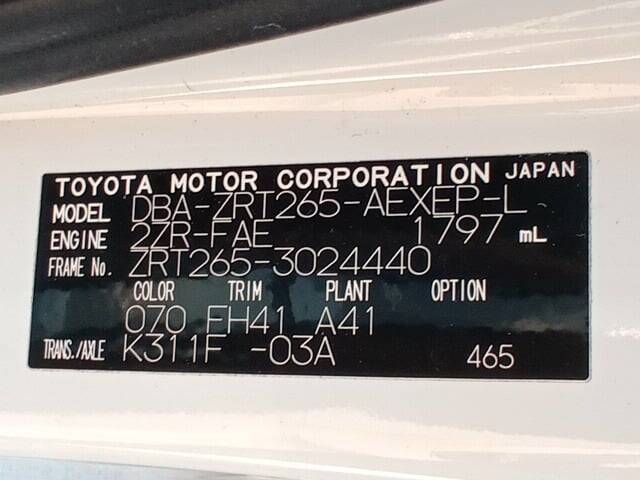 TOYOTA MOTOR CORPORATION JAPAN
MODEL DBA-ZRT265-AEXEP-L
ENGINE 2ZR-FAE 1797 mL
FRAME No. ZRT265-3024440
COLOR TRIM PLANT OPTION
070 FH41 A41
TRANS./AXLE K311F -03A 465